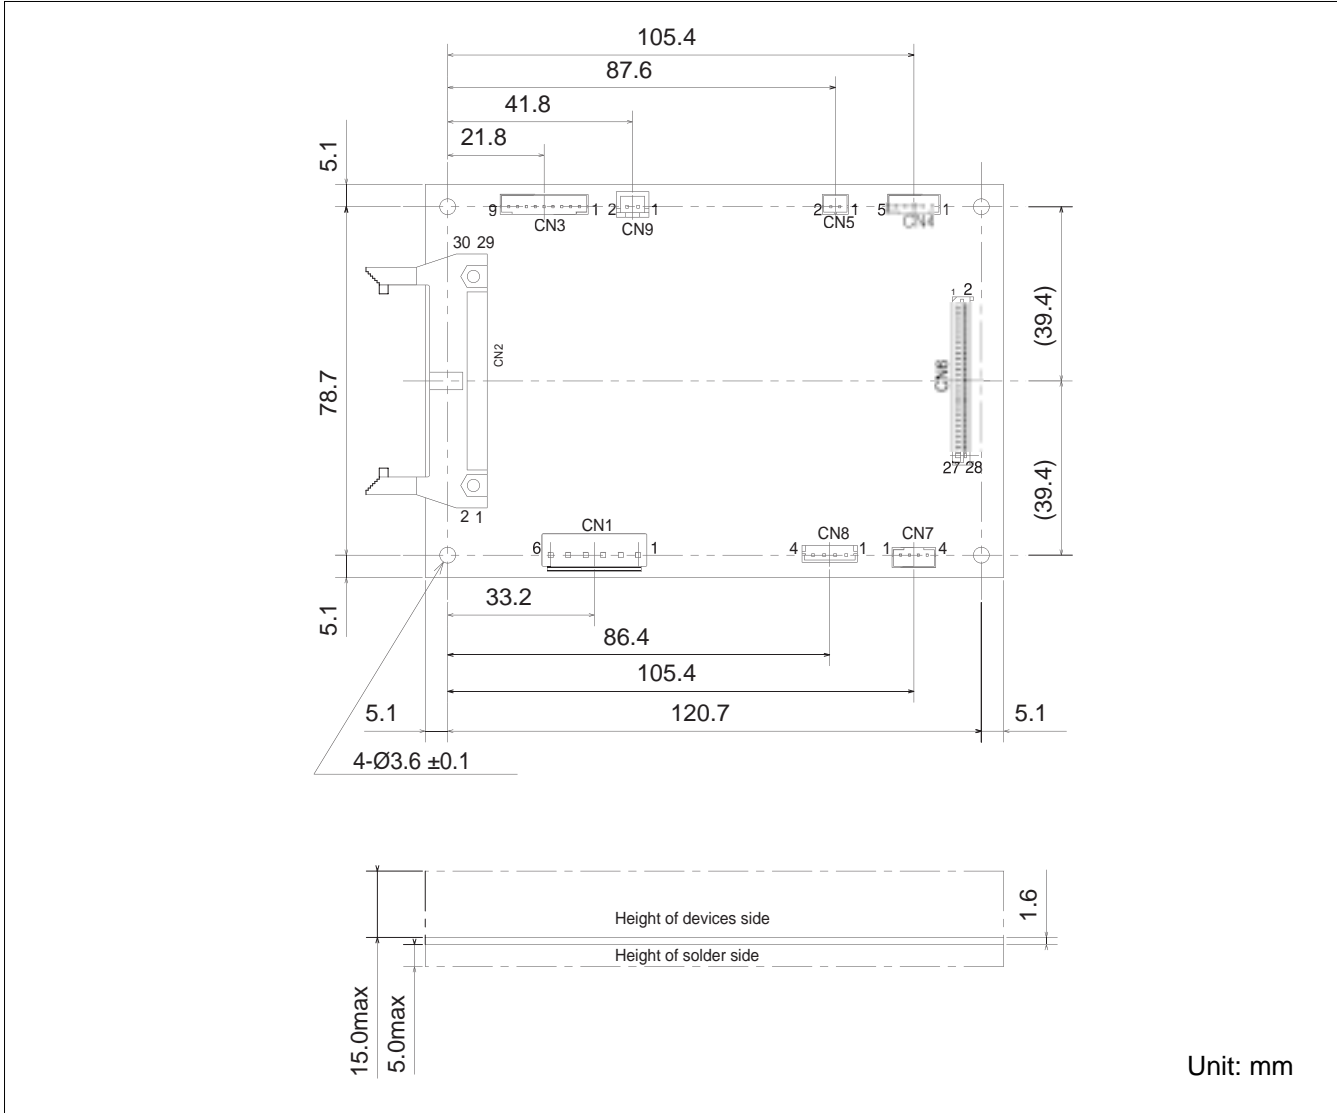 105.4
87.6
41.8
21.8
5.1
9 1 2 1 2 1 5 1
CN3 CN9 CN5 CN4
30 29
1 2
CN2
(39.4)
78.7
27 28
(39.4)
2 1
CN1 CN8 CN7
6 1 4 1 1 4
5.1
33.2
86.4
105.4
5.1 120.7 5.1
4-Ø3.6 ±0.1
1.6
Height of devices side
Height of solder side
15.0max
5.0max
Unit: mm